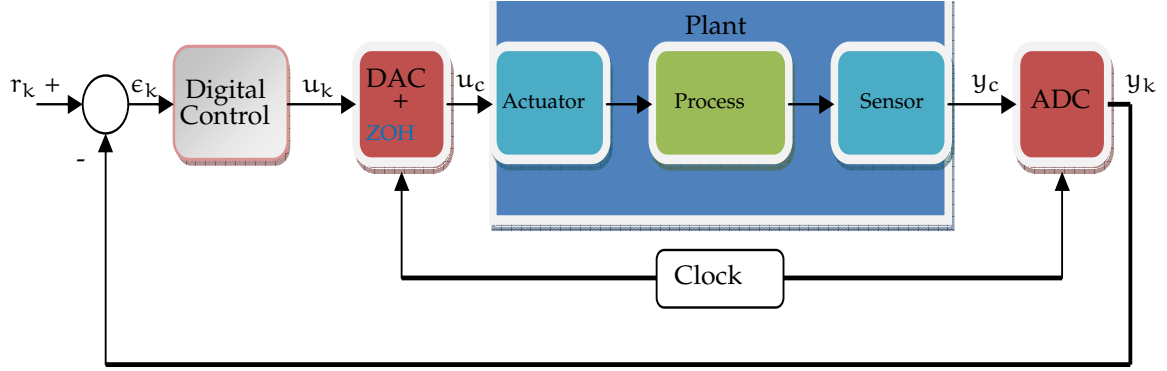 Plant
r_k +
ϵ_k
Digital
Control
u_k
DAC
+
ZOH
u_c
Actuator
Process
Sensor
y_c
ADC
y_k
-
Clock